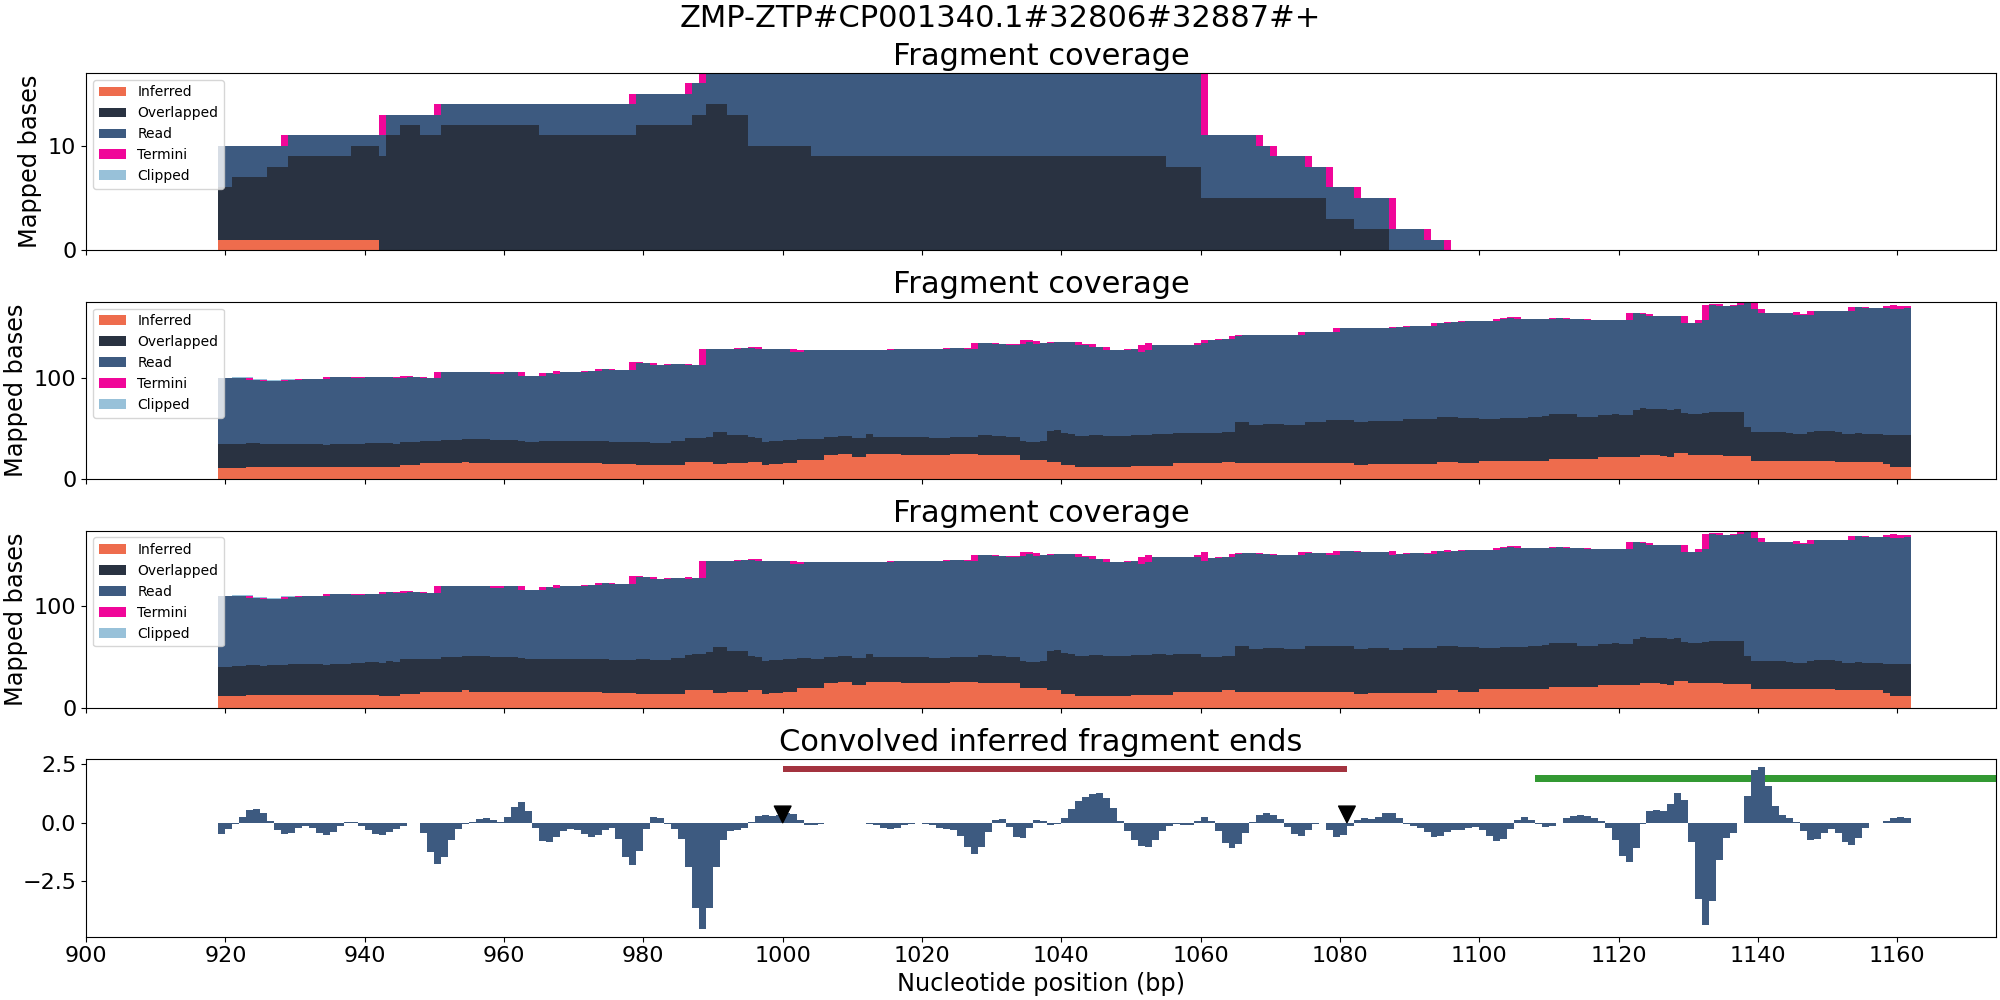 ZMP-ZTP#CP001340.1#32806#32887#+
Fragment coverage
Mapped bases
10
0
Inferred
Overlapped
Read
Termini
Clipped
Fragment coverage
Mapped bases
100
0
Inferred
Overlapped
Read
Termini
Clipped
Fragment coverage
Mapped bases
100
0
Inferred
Overlapped
Read
Termini
Clipped
Convolved inferred fragment ends
2.5
0.0
−2.5
900 920 940 960 980 1000 1020 1040 1060 1080 1100 1120 1140 1160
Nucleotide position (bp)